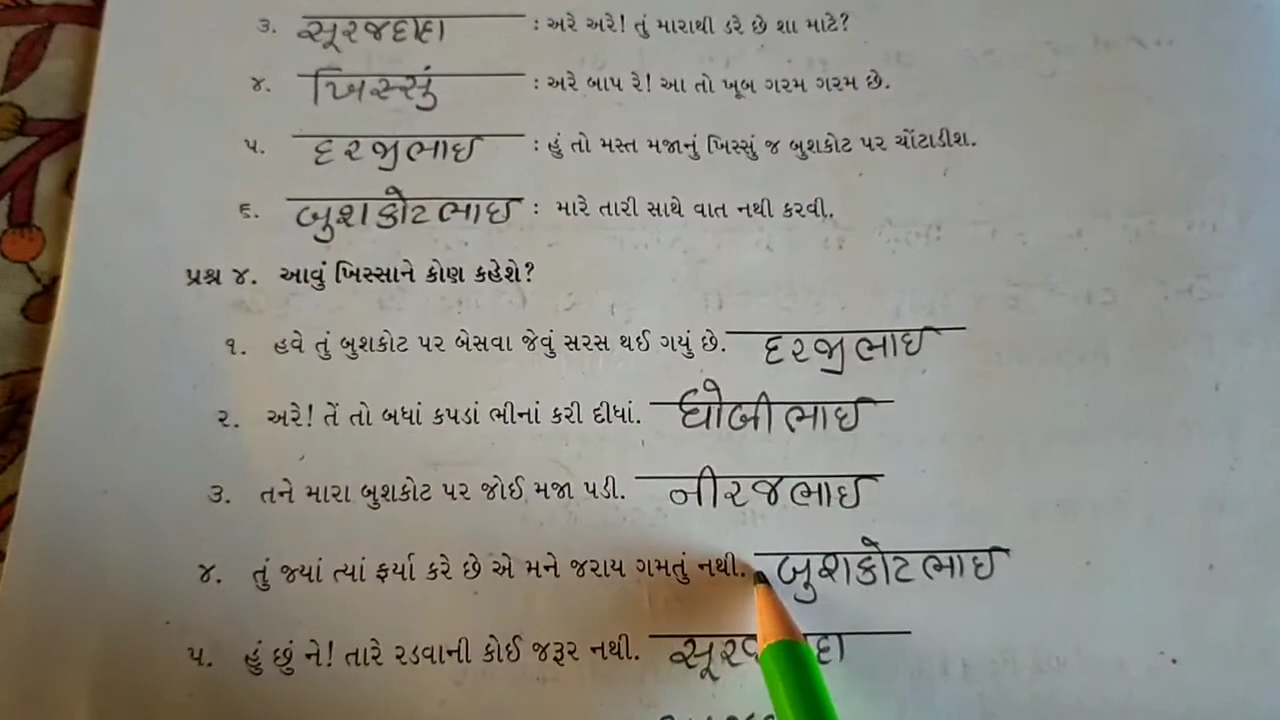 ૩. સૂરજદાદા : અરે અરે! તું મારાથી ડરે છે શા માટે?
૪. ખિસ્સું : અરે બાપ રે! આ તો ખૂબ ગરમ ગરમ છે.
૫. દરજીભાઈ : હું તો મસ્ત મજાનું ખિસ્સું જ બુશકોટ પર ચોંટાડીશ.
૬. બુશકોટભાઈ : મારે તારી સાથે વાત નથી કરવી.
પ્રશ્ન ૪. આવું ખિસ્સાને કોણ કહેશે?
૧. હવે તું બુશકોટ પર બેસવા જેવું સરસ થઈ ગયું છે. દરજીભાઈ
૨. અરે! તેં તો બધાં કપડાં ભીનાં કરી દીધાં. ધોબીભાઈ
૩. તને મારા બુશકોટ પર જોઈ મજા પડી. નીરજભાઈ
૪. તું જ્યાં ત્યાં ફર્યા કરે છે એ મને જરાય ગમતું નથી. બુશકોટભાઈ
૫. હું છું ને! તારે રડવાની કોઈ જરૂર નથી.